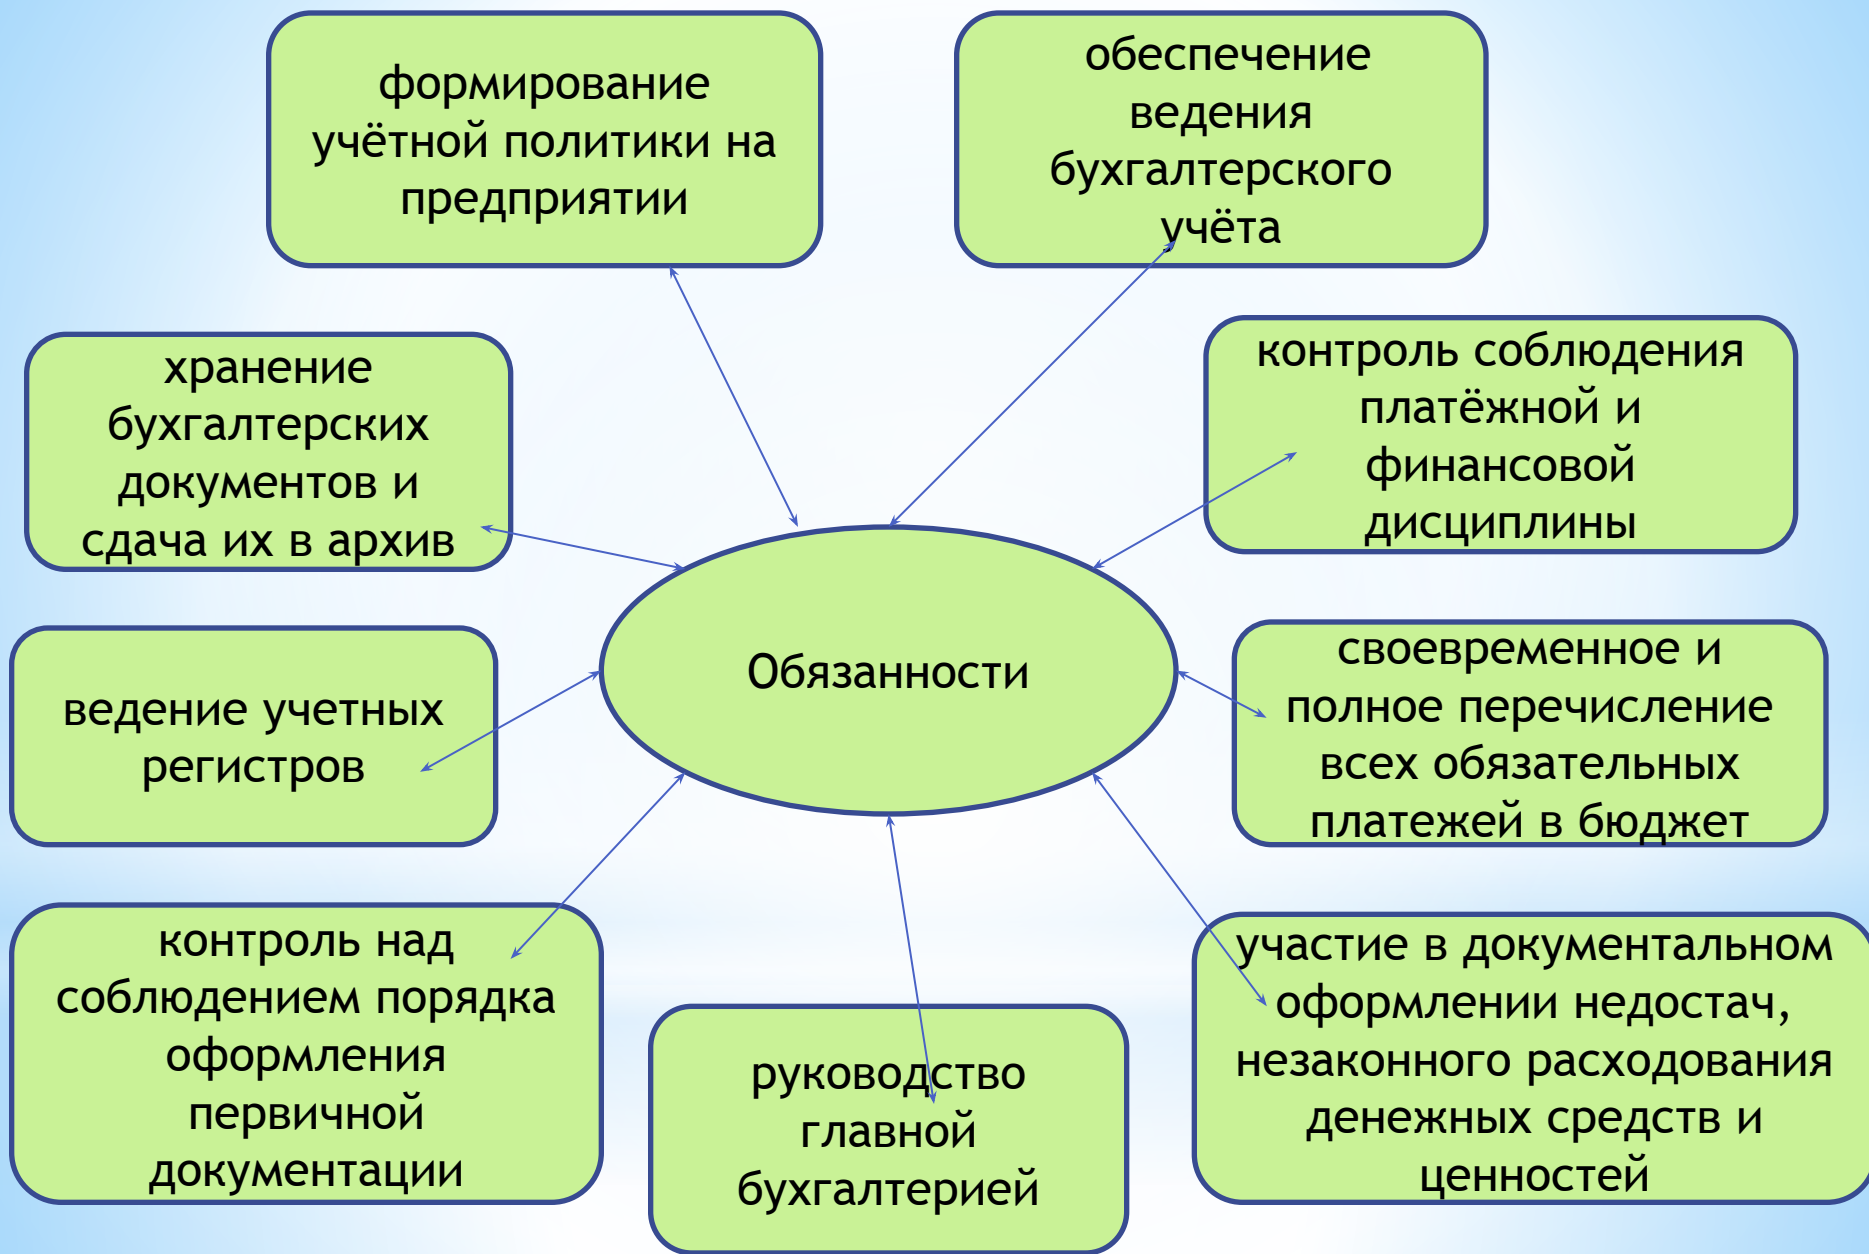 формирование
учётной политики на
предприятии
обеспечение
ведения
бухгалтерского
учёта
хранение
бухгалтерских
документов и
сдача их в архив
контроль соблюдения
платёжной и
финансовой
дисциплины
Обязанности
ведение учетных
регистров
своевременное и
полное перечисление
всех обязательных
платежей в бюджет
контроль над
соблюдением порядка
оформления
первичной
документации
руководство
главной
бухгалтерией
участие в документальном
оформлении недостач,
незаконного расходования
денежных средств и
ценностей